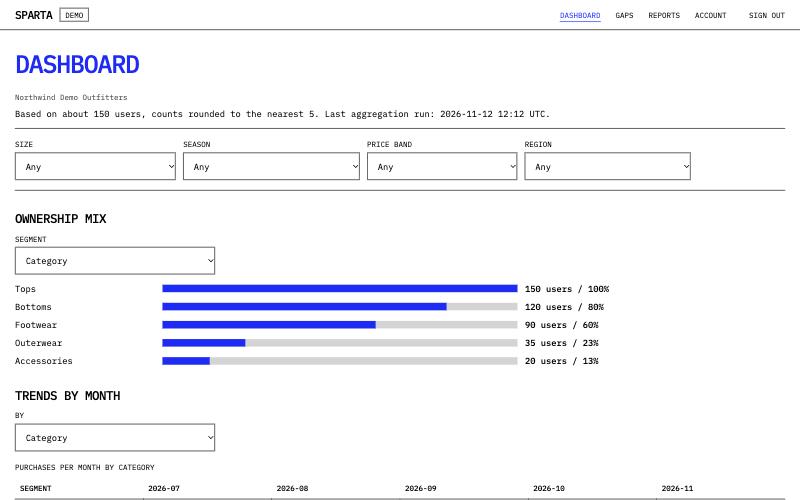 SPARTA DEMO DASHBOARD GAPS REPORTS ACCOUNT SIGN OUT
DASHBOARD
Northwind Demo Outfitters
Based on about 150 users, counts rounded to the nearest 5. Last aggregation run: 2026-11-12 12:12 UTC.
SIZE SEASON PRICE BAND REGION
Any Any Any Any
OWNERSHIP MIX
SEGMENT
Category
Tops 150 users / 100%
Bottoms 120 users / 80%
Footwear 90 users / 60%
Outerwear 35 users / 23%
Accessories 20 users / 13%
TRENDS BY MONTH
BY
Category
PURCHASES PER MONTH BY CATEGORY
SEGMENT 2026-07 2026-08 2026-09 2026-10 2026-11